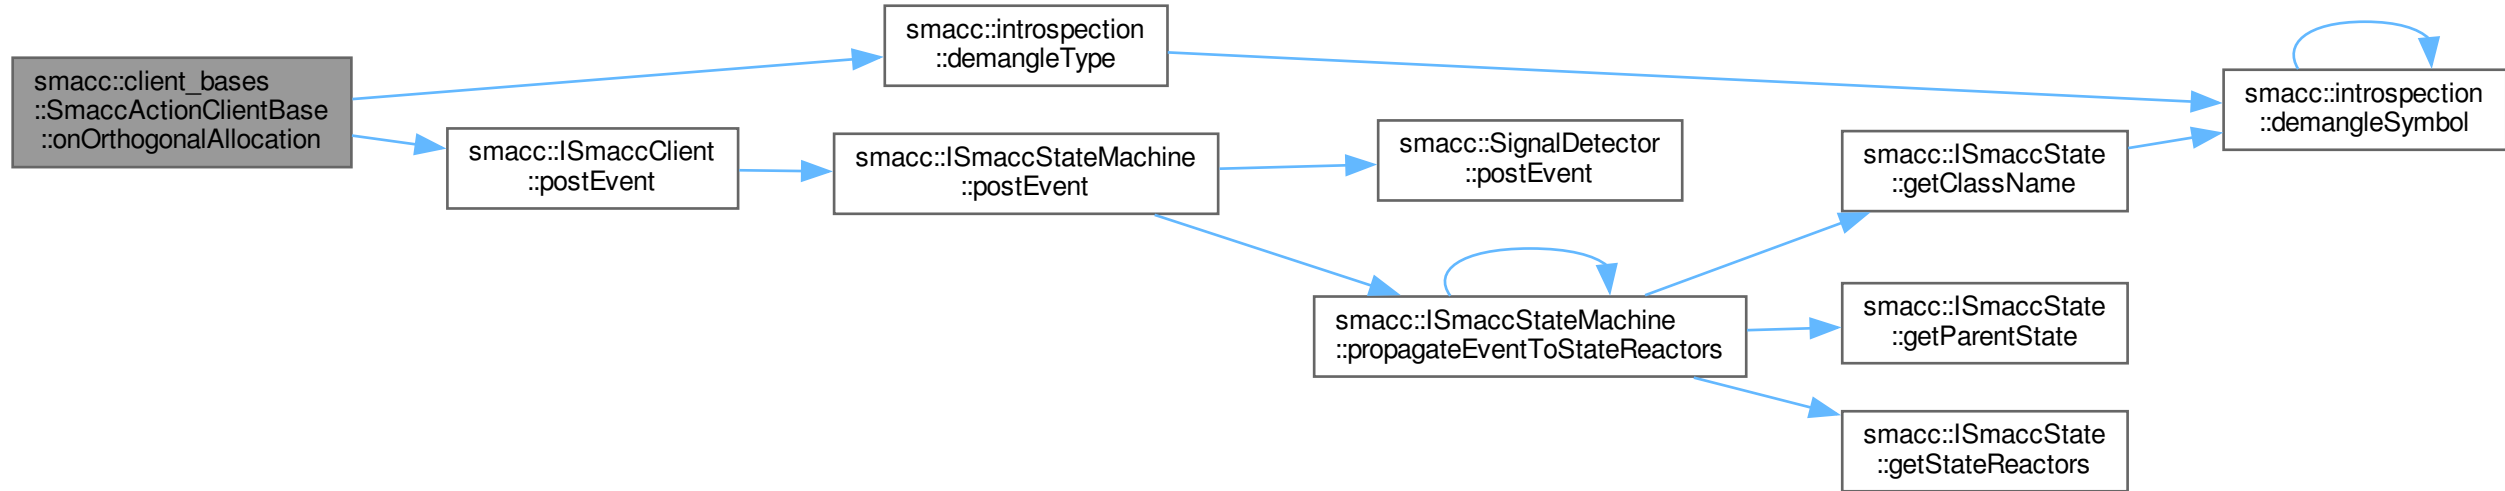 smacc::client_bases
::SmaccActionClientBase
::onOrthogonalAllocation
smacc::introspection
::demangleType
smacc::ISmaccClient
::postEvent
smacc::ISmaccStateMachine
::postEvent
smacc::SignalDetector
::postEvent
smacc::ISmaccStateMachine
::propagateEventToStateReactors
smacc::ISmaccState
::getClassName
smacc::ISmaccState
::getParentState
smacc::ISmaccState
::getStateReactors
smacc::introspection
::demangleSymbol